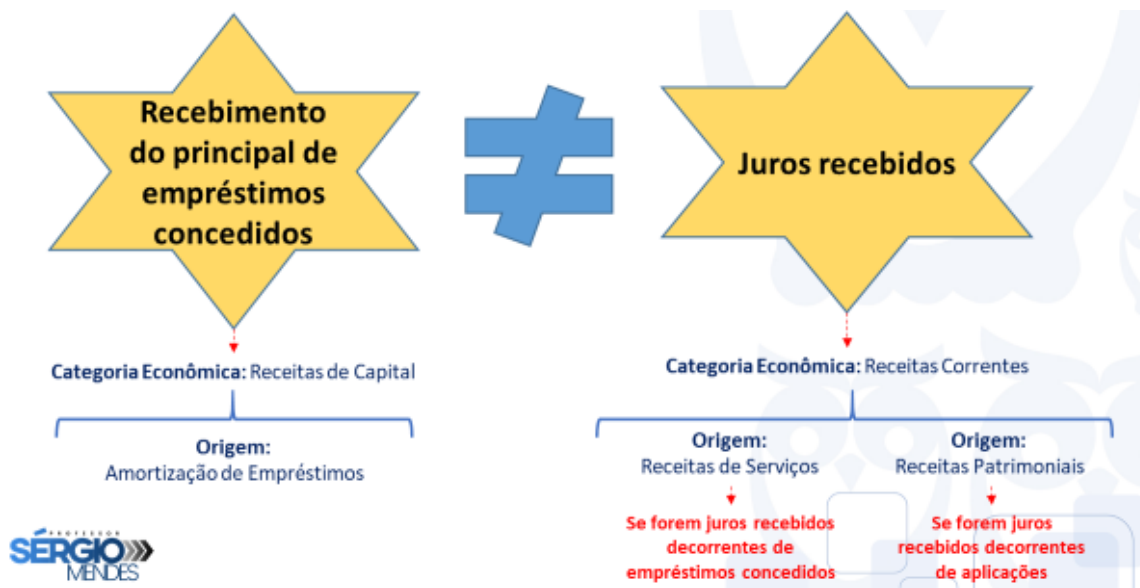 Recebimento
do principal de
empréstimos
concedidos
Juros recebidos
Categoria Econômica: Receitas de Capital
Origem:
Amortização de Empréstimos
Categoria Econômica: Receitas Correntes
Origem:
Receitas de Serviços
Se forem juros recebidos
decorrentes de
empréstimos concedidos
Origem:
Receitas Patrimoniais
Se forem juros
recebidos decorrentes
de aplicações
PROFESSOR
SÉRGIO
MENDES